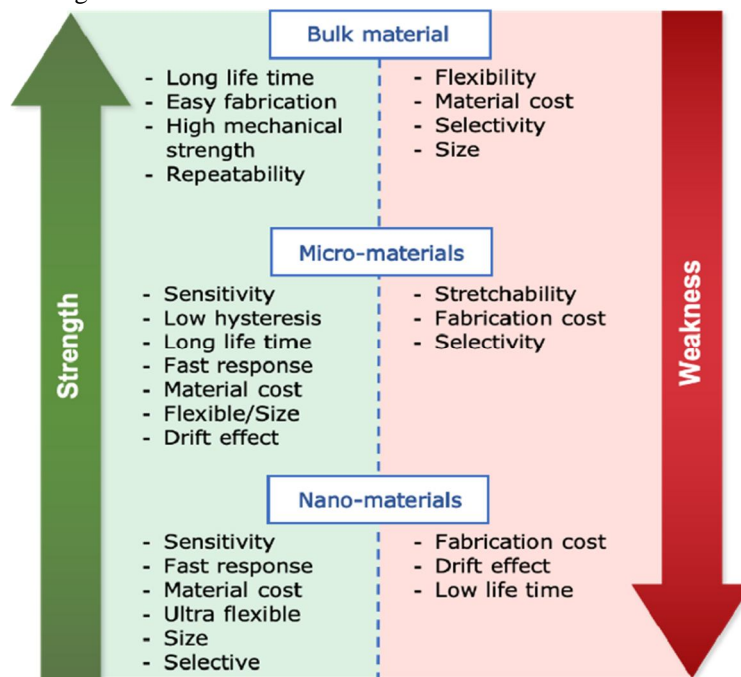 Bulk material
- Long life time
- Easy fabrication
- High mechanical
strength
- Repeatability
- Flexibility
- Material cost
- Selectivity
- Size
Micro-materials
- Sensitivity
- Low hysteresis
- Long life time
- Fast response
- Material cost
- Flexible/Size
- Drift effect
- Stretchability
- Fabrication cost
- Selectivity
Nano-materials
- Sensitivity
- Fast response
- Material cost
- Ultra flexible
- Size
- Selective
- Fabrication cost
- Drift effect
- Low life time
Strength
Weakness